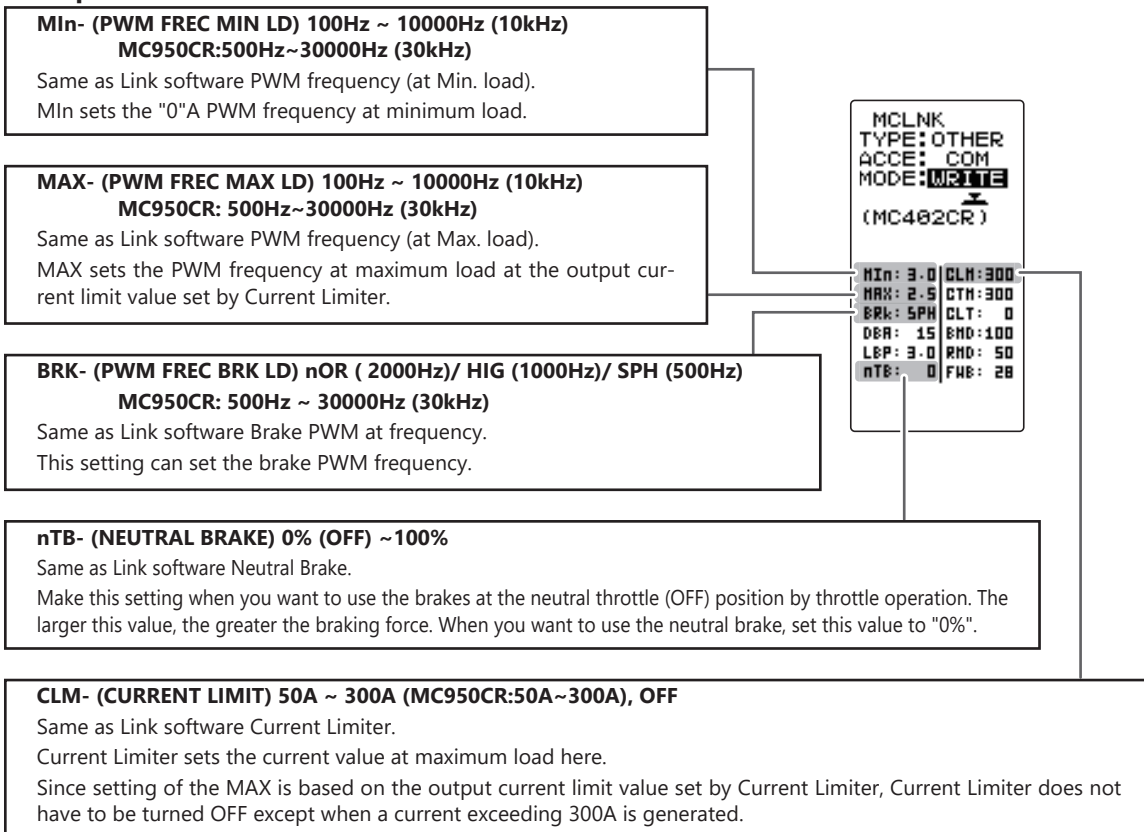 MIn- (PWM FREC MIN LD) 100Hz ~ 10000Hz (10kHz)
MC950CR:500Hz~30000Hz (30kHz)
Same as Link software PWM frequency (at Min. load).
MIn sets the "0"A PWM frequency at minimum load.
MAX- (PWM FREC MAX LD) 100Hz ~ 10000Hz (10kHz)
MC950CR: 500Hz~30000Hz (30kHz)
Same as Link software PWM frequency (at Max. load).
MAX sets the PWM frequency at maximum load at the output cur-
rent limit value set by Current Limiter.
BRK- (PWM FREC BRK LD) nOR ( 2000Hz)/ HIG (1000Hz)/ SPH (500Hz)
MC950CR: 500Hz ~ 30000Hz (30kHz)
Same as Link software Brake PWM at frequency.
This setting can set the brake PWM frequency.
MCLNK
TYPE:OTHER
ACCE: COM
MODE:WRITE
(MC402CR)
MIn: 3.0 CLM:300
MAX: 2.5 CTM:300
BRk: SPH CLT: 0
DBA: 15 BMD:100
LBP: 3.0 RMD: 50
nTB: 0 FWB: 28
nTB- (NEUTRAL BRAKE) 0% (OFF) ~100%
Same as Link software Neutral Brake.
Make this setting when you want to use the brakes at the neutral throttle (OFF) position by throttle operation. The
larger this value, the greater the braking force. When you want to use the neutral brake, set this value to "0%".
CLM- (CURRENT LIMIT) 50A ~ 300A (MC950CR:50A~300A), OFF
Same as Link software Current Limiter.
Current Limiter sets the current value at maximum load here.
Since setting of the MAX is based on the output current limit value set by Current Limiter, Current Limiter does not
have to be turned OFF except when a current exceeding 300A is generated.